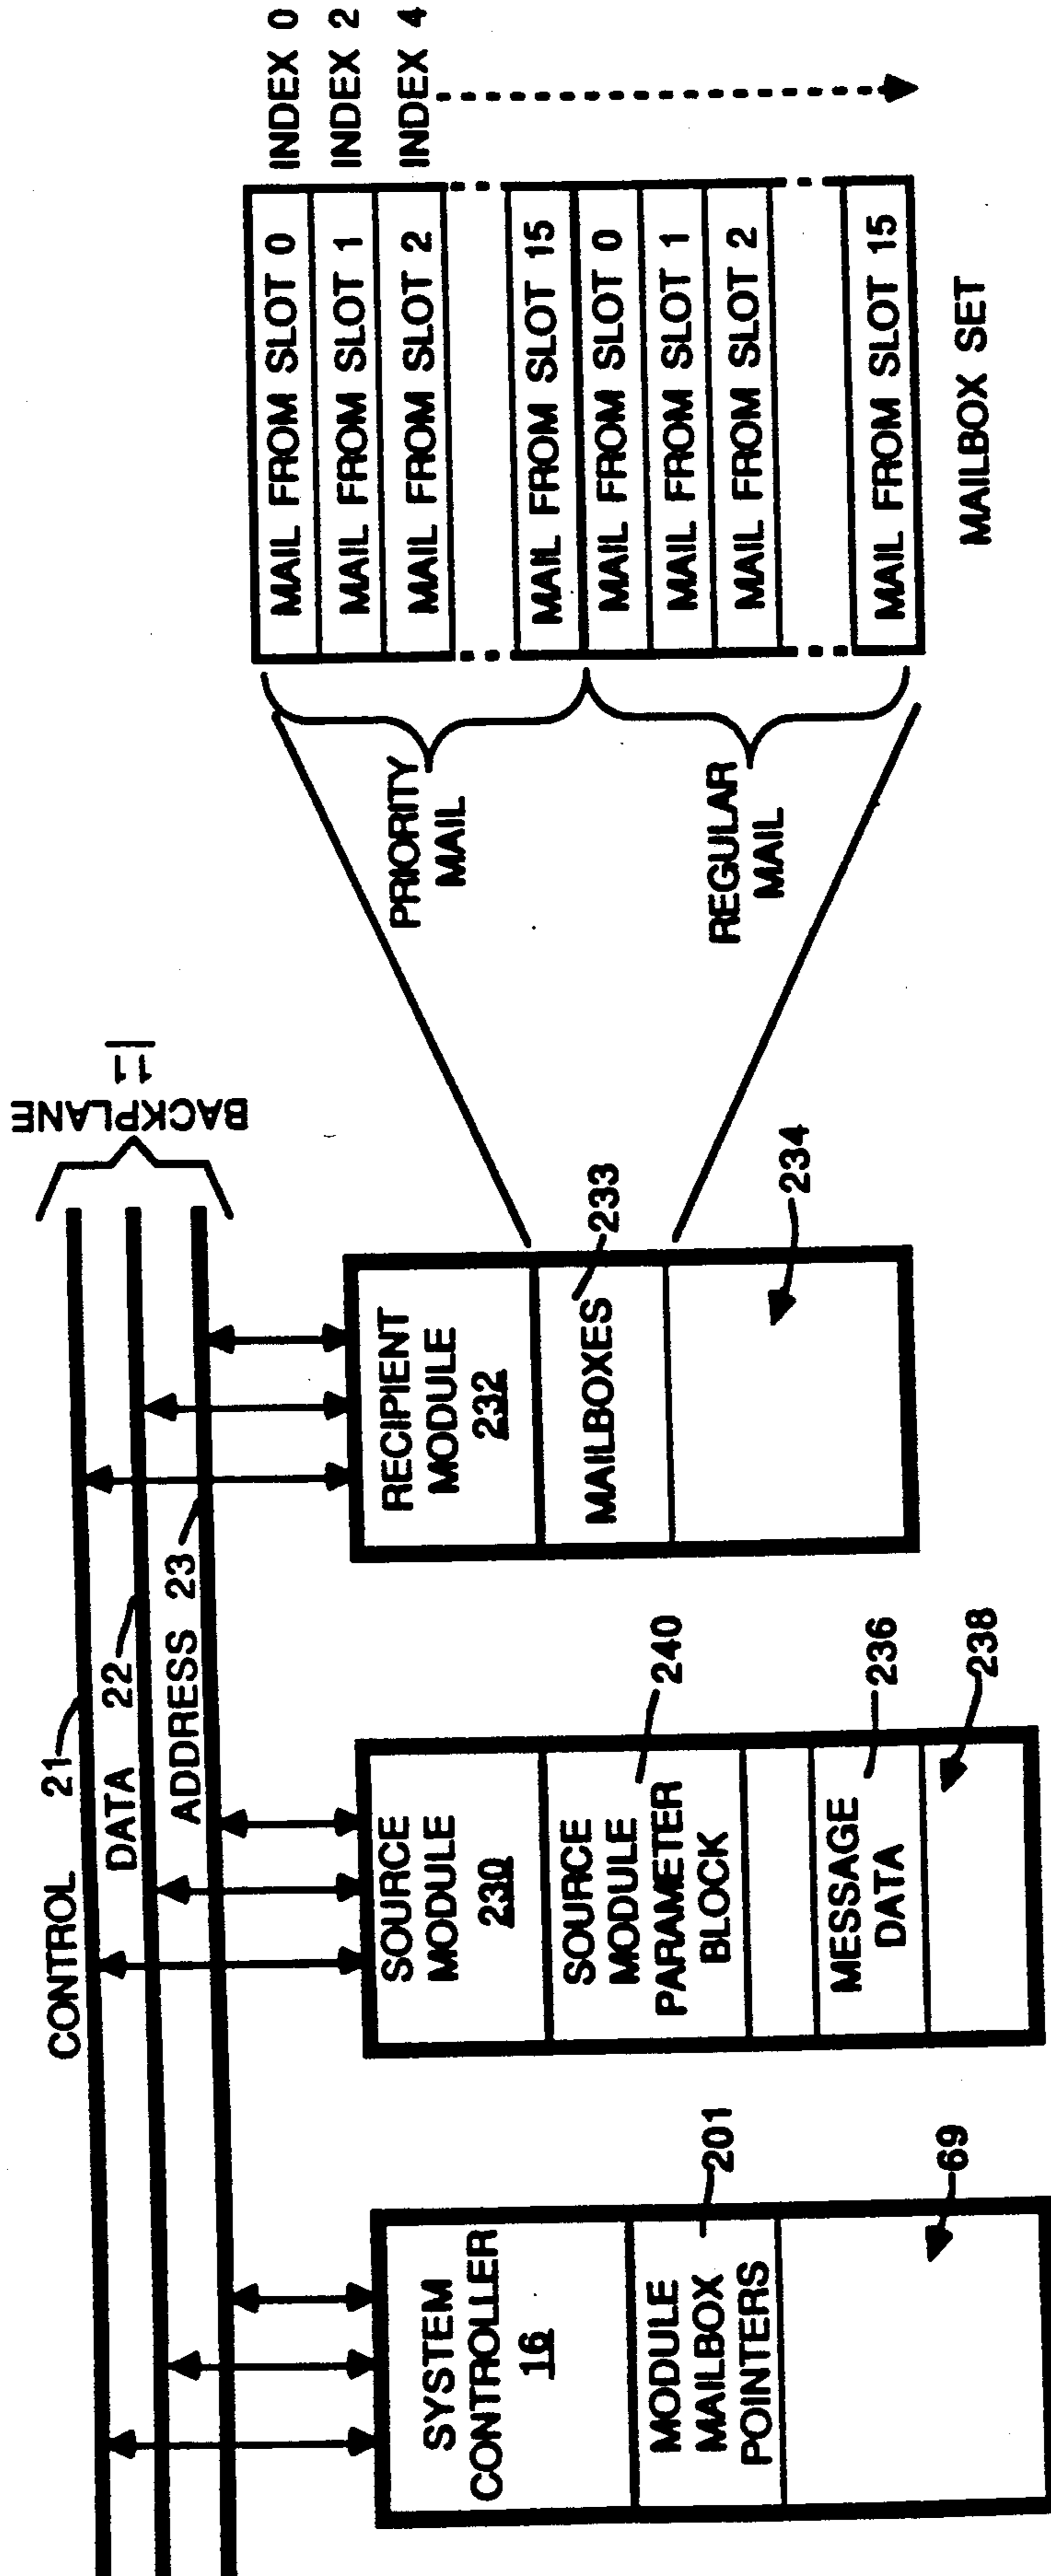 CONTROL 21
DATA 22
ADDRESS 23
BACKPLANE
11
SYSTEM
CONTROLLER
16
MODULE
MAILBOX
POINTERS
201
69
SOURCE
MODULE
230
SOURCE
MODULE
PARAMETER
BLOCK
240
MESSAGE
DATA
236
238
RECIPIENT
MODULE
232
MAILBOXES
233
234
PRIORITY
MAIL
REGULAR
MAIL
MAIL FROM SLOT 0 INDEX 0
MAIL FROM SLOT 1 INDEX 2
MAIL FROM SLOT 2 INDEX 4
MAIL FROM SLOT 15
MAIL FROM SLOT 0
MAIL FROM SLOT 1
MAIL FROM SLOT 2
MAIL FROM SLOT 15
MAILBOX SET